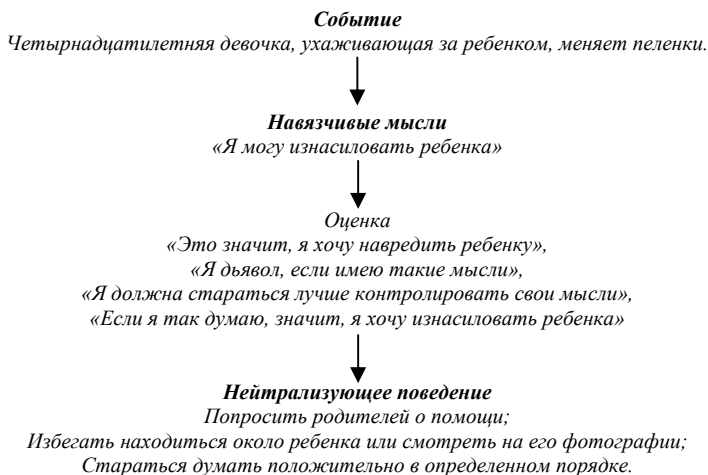 Событие
Четырнадцатилетняя девочка, ухаживающая за ребенком, меняет пеленки.
Навязчивые мысли
«Я могу изнасиловать ребенка»
Оценка
«Это значит, я хочу навредить ребенку»,
«Я дьявол, если имею такие мысли»,
«Я должна стараться лучше контролировать свои мысли»,
«Если я так думаю, значит, я хочу изнасиловать ребенка»
Нейтрализующее поведение
Попросить родителей о помощи;
Избегать находиться около ребенка или смотреть на его фотографии;
Стараться думать положительно в определенном порядке.